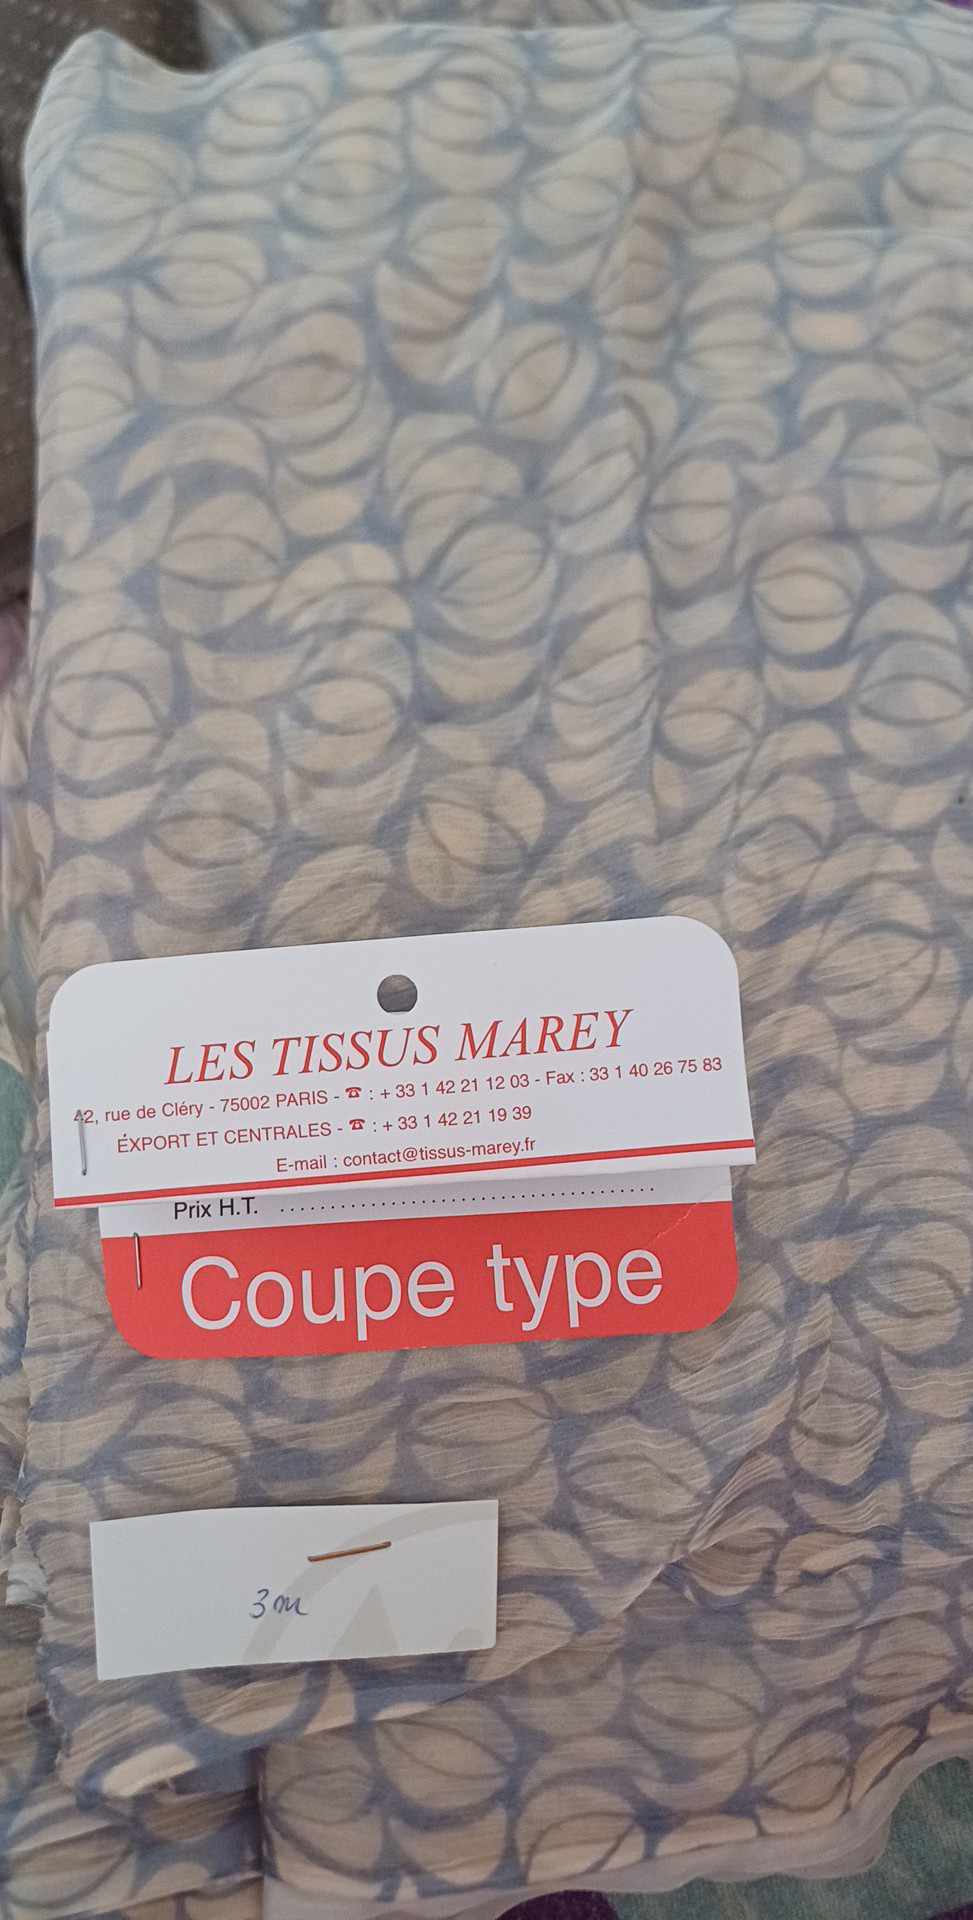 LES TISSUS MAREY
42, rue de Cléry - 75002 PARIS - ☎ : + 33 1 42 21 12 03 - Fax : 33 1 40 26 75 83
ÉXPORT ET CENTRALES - ☎ : + 33 1 42 21 19 39
E-mail : contact@tissus-marey.fr
Prix H.T. ........................................
Coupe type
3m